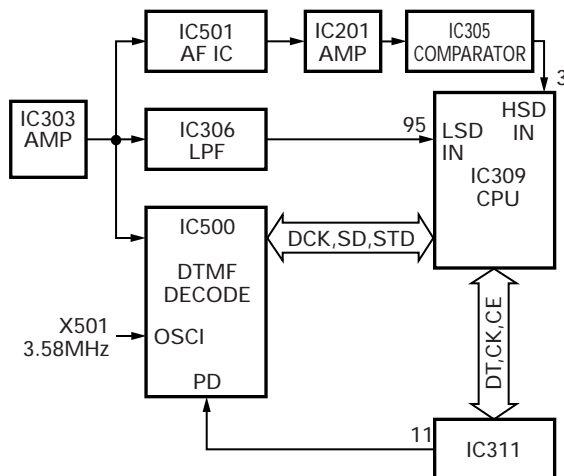 IC501
AF IC
IC201
AMP
IC305
COMPARATOR
3
IC303
AMP
IC306
LPF
95
LSD
IN
HSD
IN
IC309
CPU
IC500
DTMF
DECODE
DCK,SD,STD
X501
3.58MHz
OSCI
PD
DT,CK,CE
11
IC311